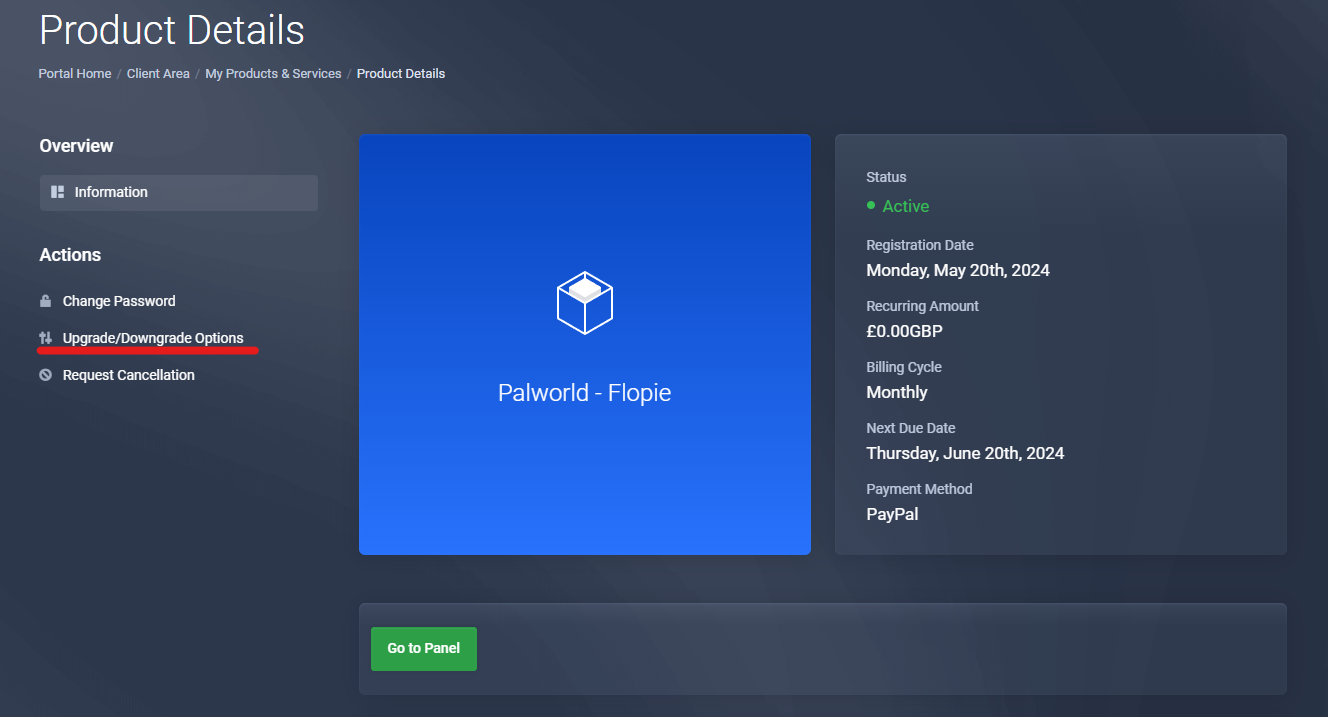 Product Details
Portal Home / Client Area / My Products & Services / Product Details
Overview
Information
Actions
Change Password
Upgrade/Downgrade Options
Request Cancellation
Palworld - Flopie
Status
Active
Registration Date
Monday, May 20th, 2024
Recurring Amount
£0.00GBP
Billing Cycle
Monthly
Next Due Date
Thursday, June 20th, 2024
Payment Method
PayPal
Go to Panel